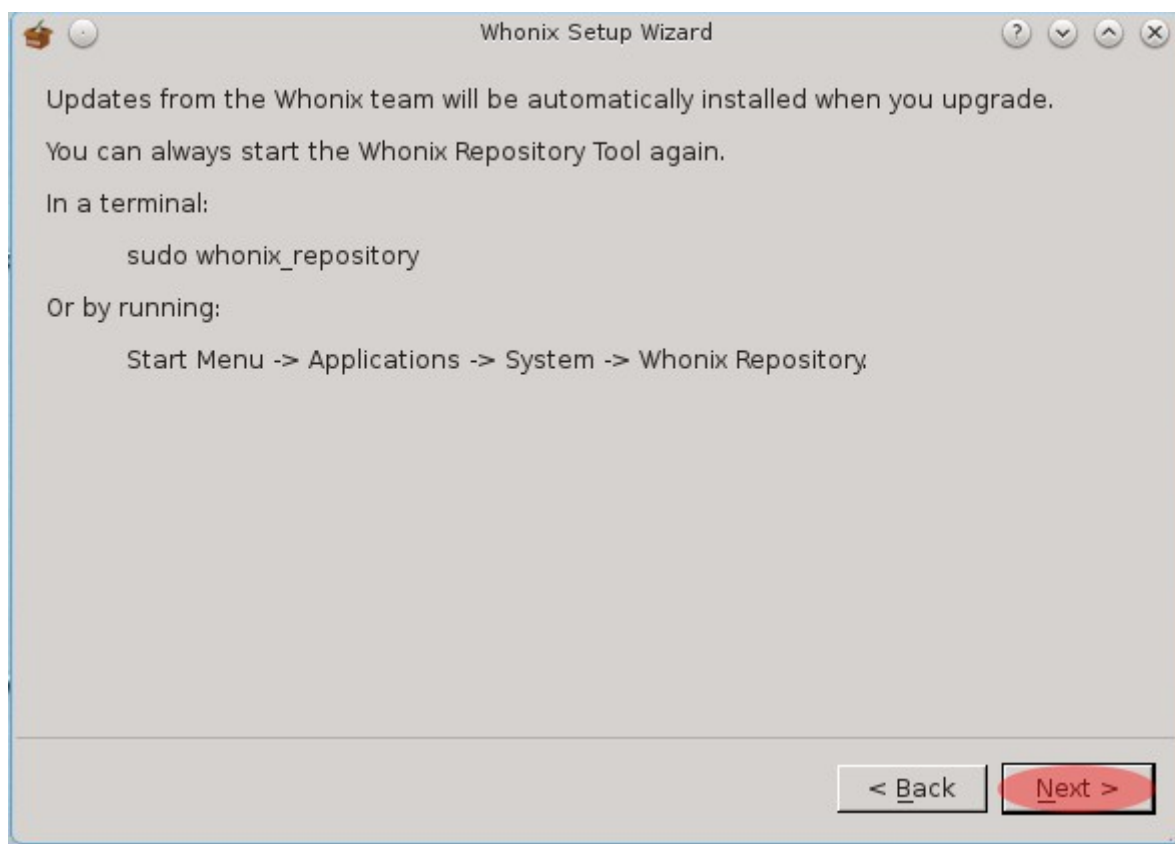 Whonix Setup Wizard
Updates from the Whonix team will be automatically installed when you upgrade.
You can always start the Whonix Repository Tool again.
In a terminal:
sudo whonix_repository
Or by running:
Start Menu -> Applications -> System -> Whonix Repository.
< Back
Next >